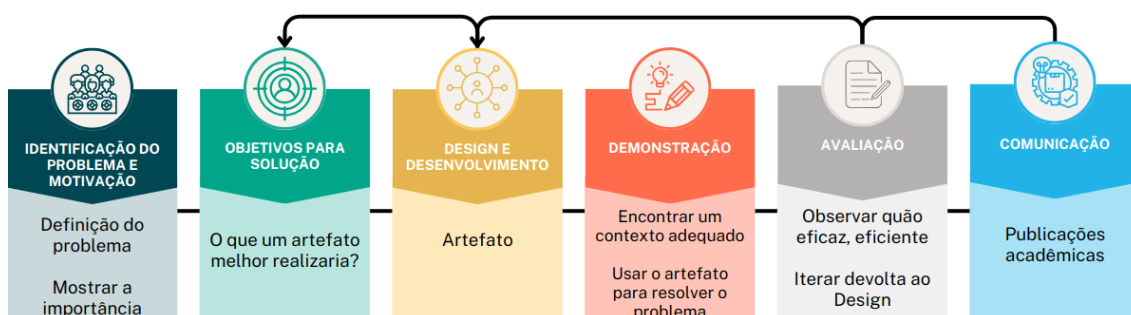 IDENTIFICAÇÃO DO
PROBLEMA E
MOTIVAÇÃO
Definição do
problema
Mostrar a
importância
OBJETIVOS PARA
SOLUÇÃO
O que um artefato
melhor realizaria?
DESIGN E
DESENVOLVIMENTO
Artefato
DEMONSTRAÇÃO
Encontrar um
contexto adequado
Usar o artefato
para resolver o
problema
AVALIAÇÃO
Observar quão
eficaz, eficiente
Iterar devolta ao
Design
COMUNICAÇÃO
Publicações
acadêmicas